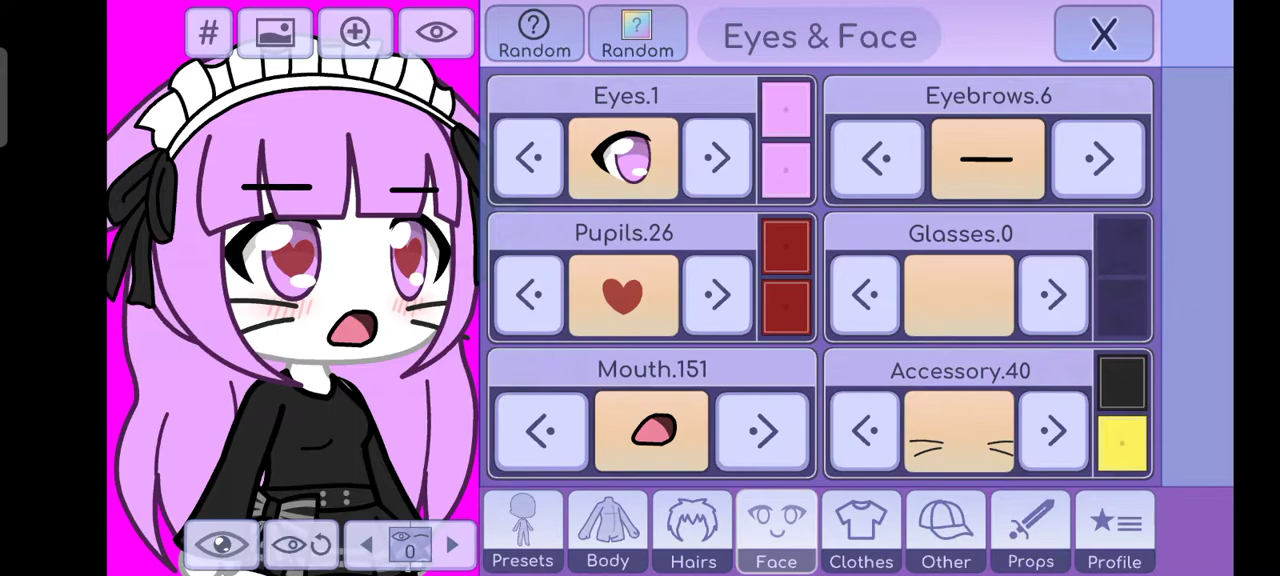 #
? Random
? Random
Eyes & Face
X
Eyes.1
Eyebrows.6
Pupils.26
Glasses.0
Mouth.151
Accessory.40
0
Presets
Body
Hairs
Face
Clothes
Other
Props
Profile